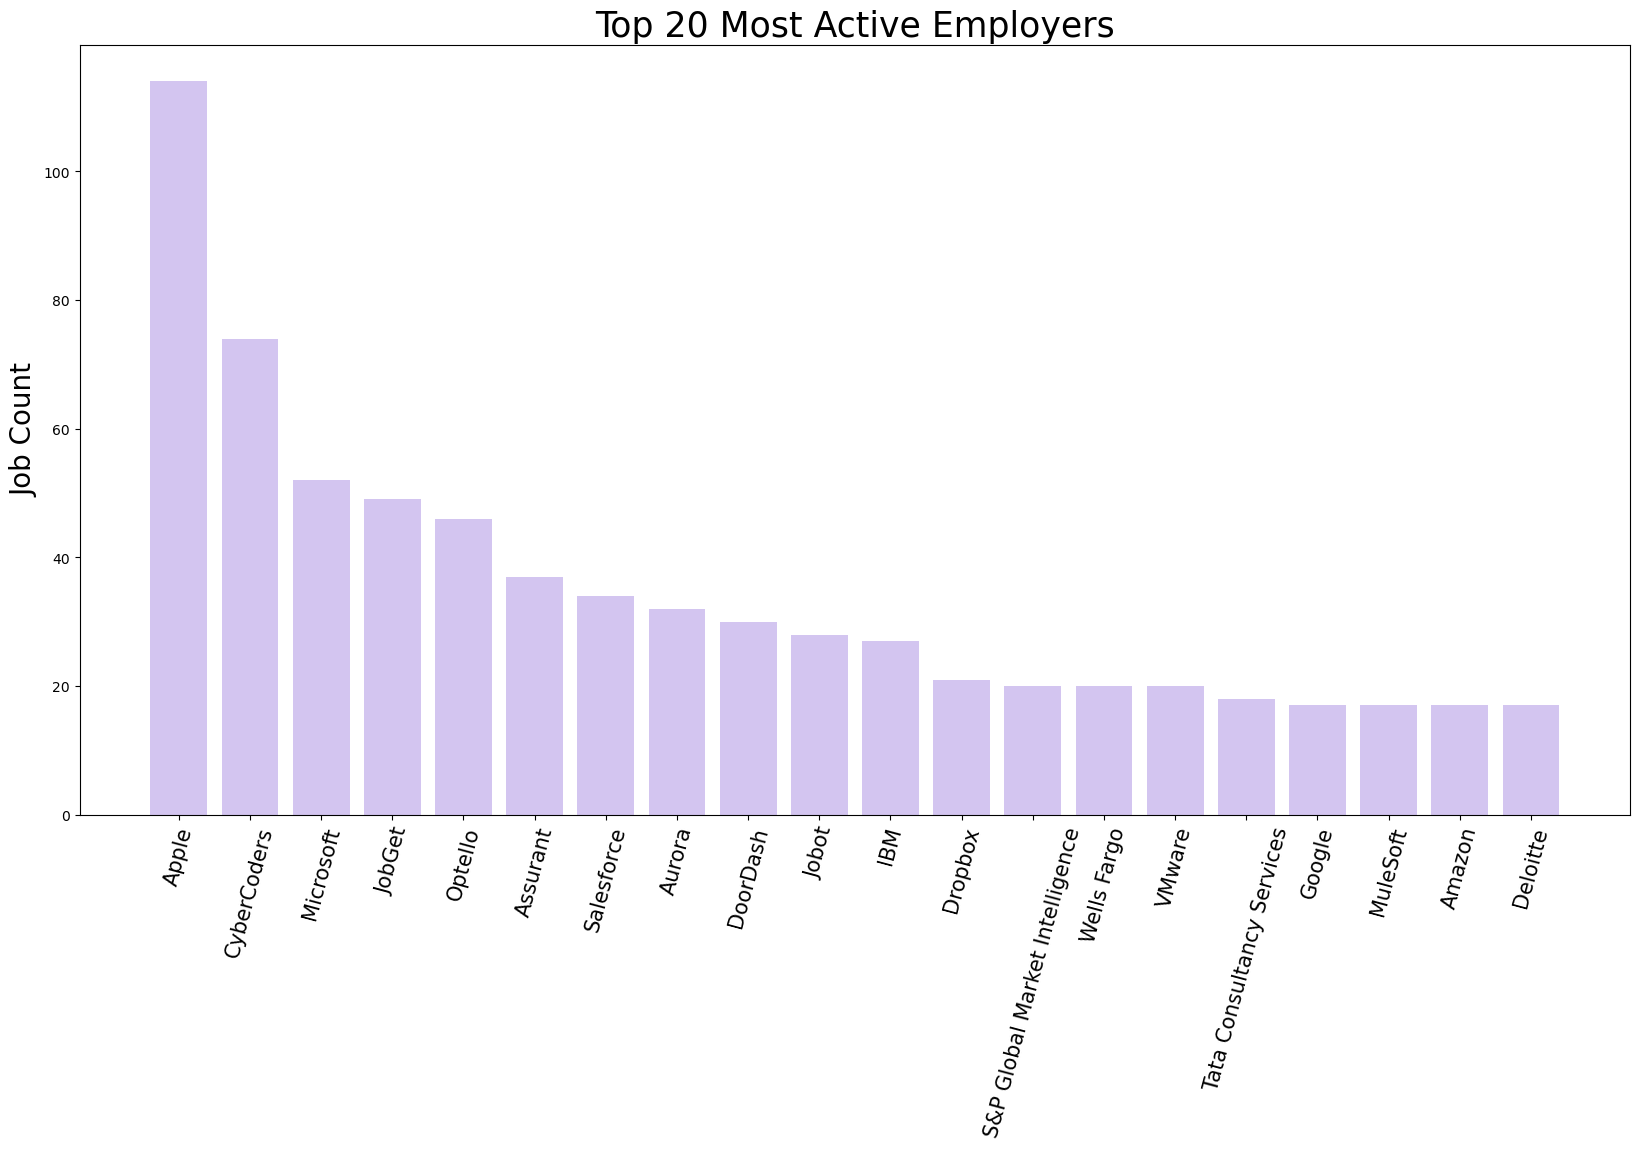 Top 20 Most Active Employers
Job Count
100
80
60
40
20
0
Apple
CyberCoders
Microsoft
JobGet
Optello
Assurant
Salesforce
Aurora
DoorDash
Jobot
IBM
Dropbox
S&P Global Market Intelligence
Wells Fargo
VMware
Tata Consultancy Services
Google
MuleSoft
Amazon
Deloitte